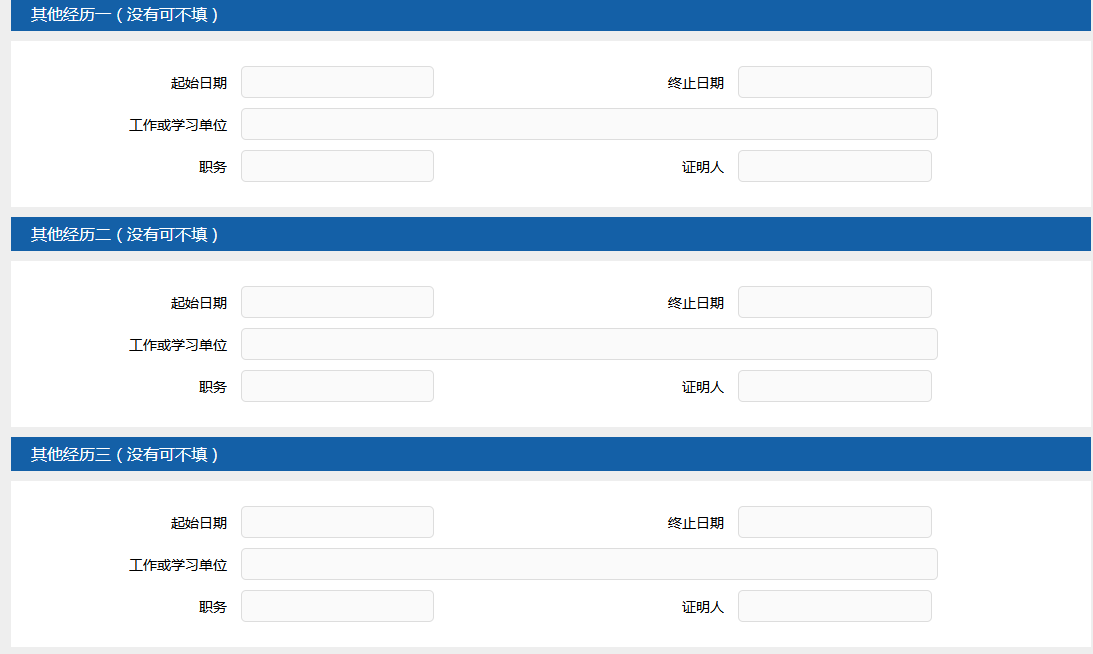 其他经历一（没有可不填）
起始日期 终止日期
工作或学习单位
职务 证明人
其他经历二（没有可不填）
起始日期 终止日期
工作或学习单位
职务 证明人
其他经历三（没有可不填）
起始日期 终止日期
工作或学习单位
职务 证明人